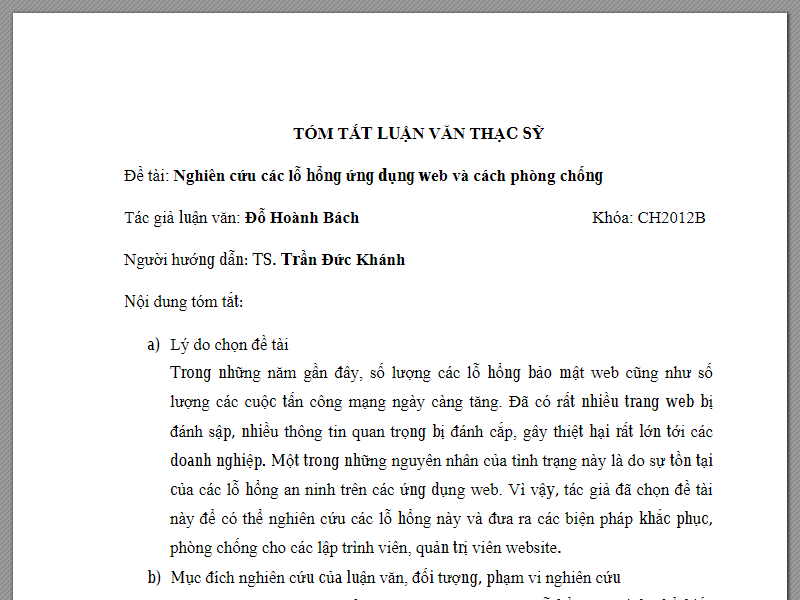 TÓM TẮT LUẬN VĂN THẠC SỸ
Đề tài: Nghiên cứu các lỗ hổng ứng dụng web và cách phòng chống
Tác giả luận văn: Đỗ Hoành Bách Khóa: CH2012B
Người hướng dẫn: TS. Trần Đức Khánh
Nội dung tóm tắt:
a) Lý do chọn đề tài
Trong những năm gần đây, số lượng các lỗ hổng bảo mật web cũng như số
lượng các cuộc tấn công mạng ngày càng tăng. Đã có rất nhiều trang web bị
đánh sập, nhiều thông tin quan trọng bị đánh cắp, gây thiệt hại rất lớn tới các
doanh nghiệp. Một trong những nguyên nhân của tình trạng này là do sự tồn tại
của các lỗ hổng an ninh trên các ứng dụng web. Vì vậy, tác giả đã chọn đề tài
này để có thể nghiên cứu các lỗ hổng này và đưa ra các biện pháp khắc phục,
phòng chống cho các lập trình viên, quản trị viên website.
b) Mục đích nghiên cứu của luận văn, đối tượng, phạm vi nghiên cứu